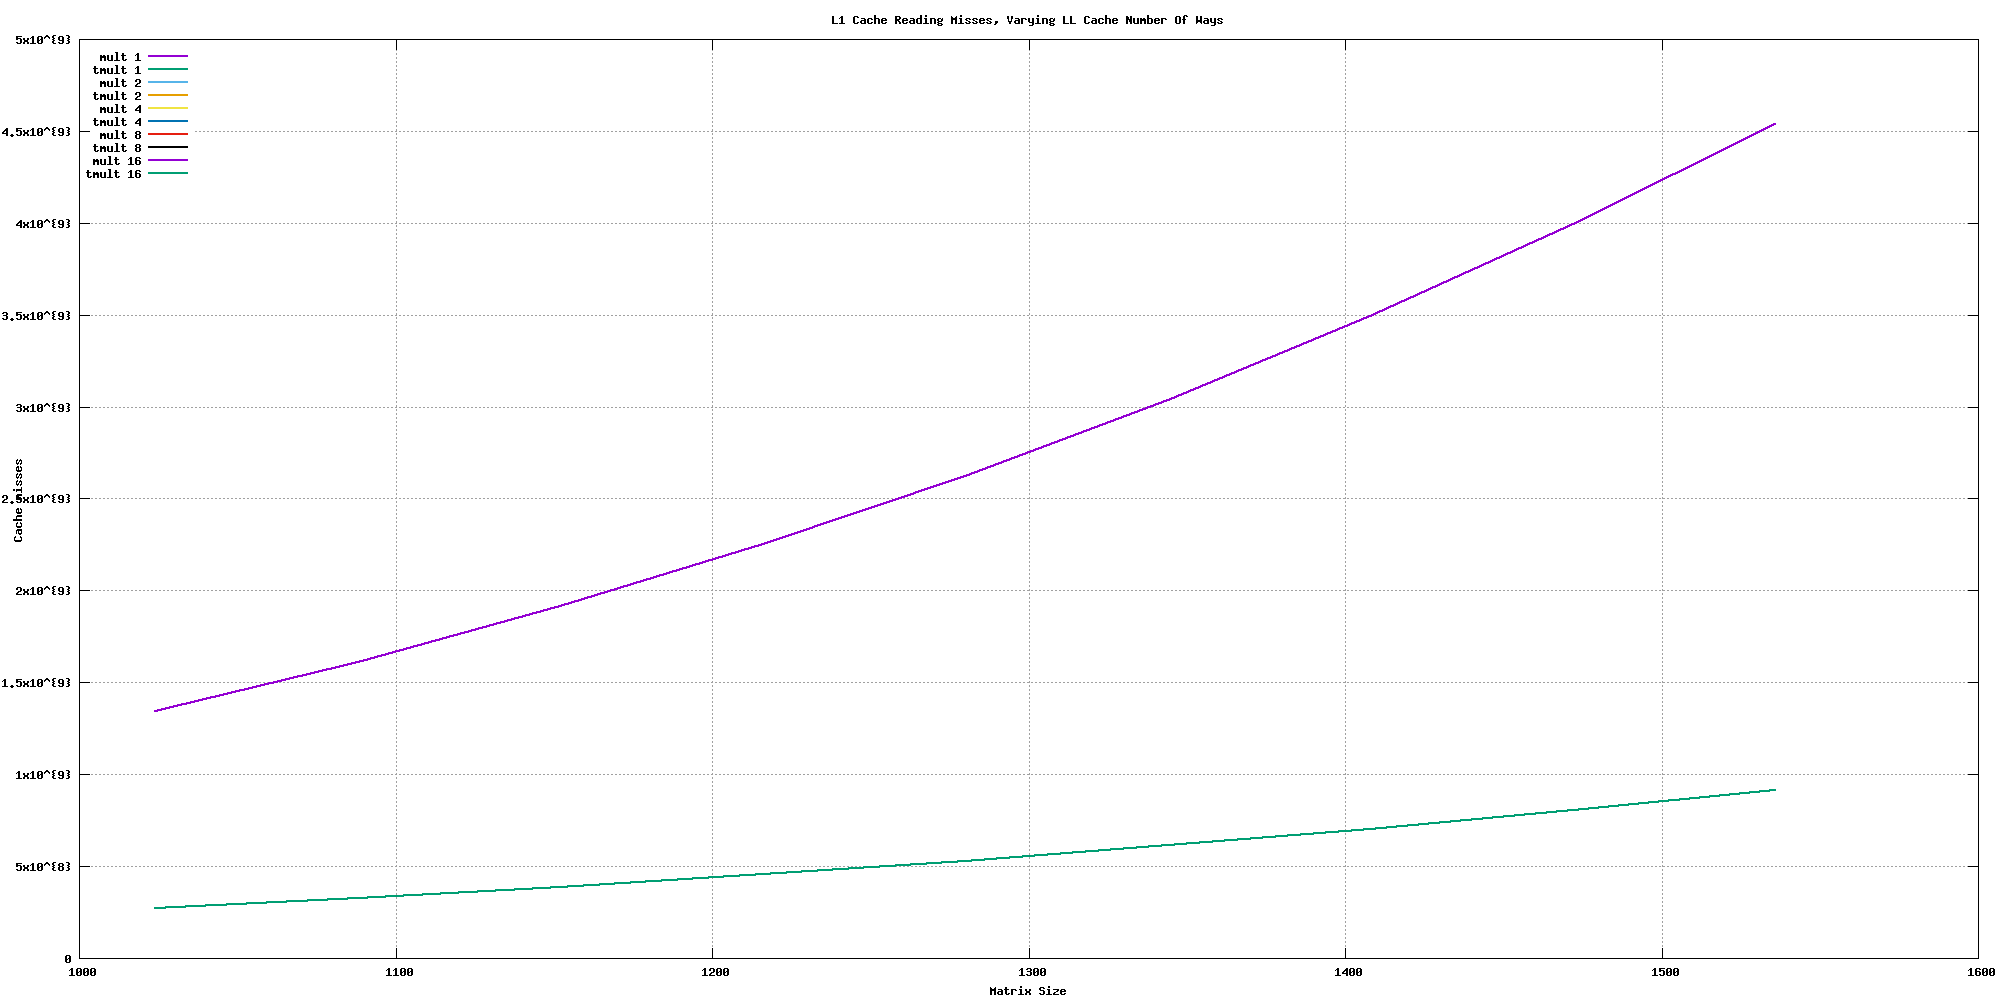 L1 Cache Reading Misses, Varying LL Cache Number Of Ways
5x10^{9}
4.5x10^{9}
4x10^{9}
3.5x10^{9}
3x10^{9}
2.5x10^{9}
2x10^{9}
1.5x10^{9}
1x10^{9}
5x10^{8}
0
Cache misses
mult 1
tmult 1
mult 2
tmult 2
mult 4
tmult 4
mult 8
tmult 8
mult 16
tmult 16
1000 1100 1200 1300 1400 1500 1600
Matrix Size